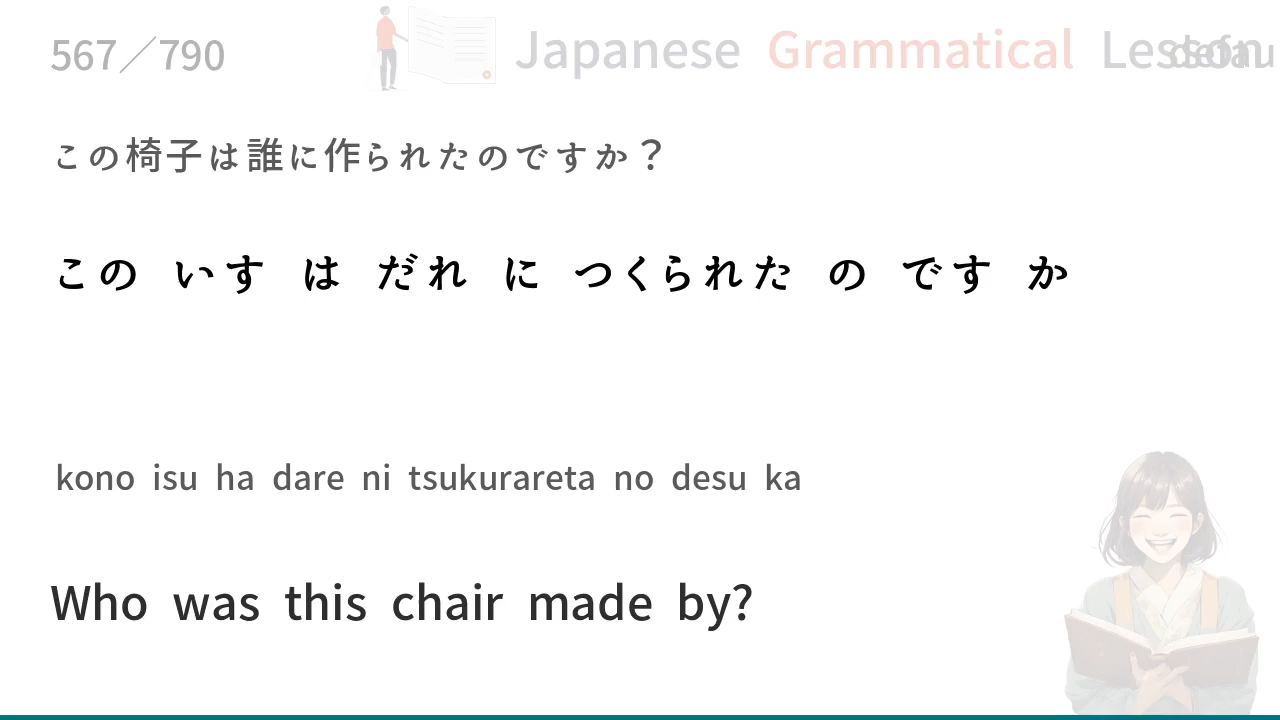 567／790
Japanese Grammatical Lesson
この椅子は誰に作られたのですか？
この いす は だれ に つくられた の です か
kono isu ha dare ni tsukurareta no desu ka
Who was this chair made by?